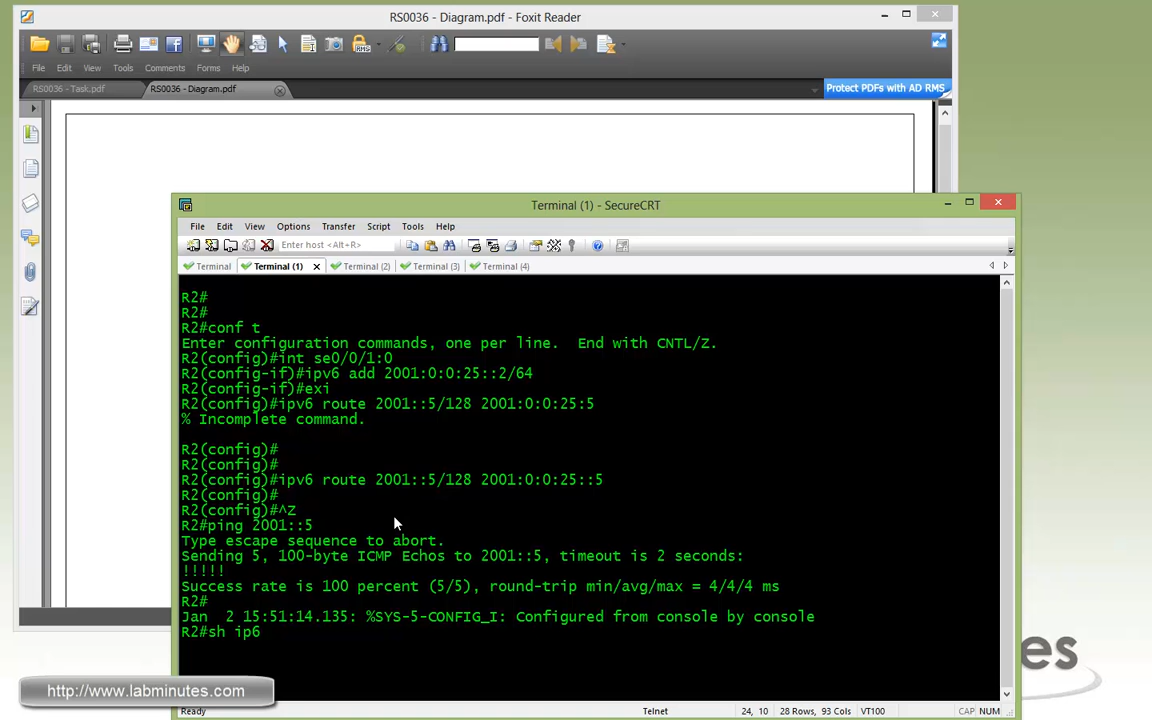 RS0036 - Diagram.pdf - Foxit Reader
File Edit View Tools Comments Forms Help
RS0036 - Task.pdf RS0036 - Diagram.pdf
Protect PDFs with AD RMS
Terminal (1) - SecureCRT
File Edit View Options Transfer Script Tools Help
Enter host <Alt+R>
Terminal Terminal (1) Terminal (2) Terminal (3) Terminal (4)
R2#
R2#
R2#conf t
Enter configuration commands, one per line.  End with CNTL/Z.
R2(config)#int se0/0/1:0
R2(config-if)#ipv6 add 2001:0:0:25::2/64
R2(config-if)#exi
R2(config)#ipv6 route 2001::5/128 2001:0:0:25:5
% Incomplete command.
R2(config)#
R2(config)#
R2(config)#ipv6 route 2001::5/128 2001:0:0:25::5
R2(config)#
R2(config)#^Z
R2#ping 2001::5
Type escape sequence to abort.
Sending 5, 100-byte ICMP Echos to 2001::5, timeout is 2 seconds:
!!!!!
Success rate is 100 percent (5/5), round-trip min/avg/max = 4/4/4 ms
R2#
Jan  2 15:51:14.135: %SYS-5-CONFIG_I: Configured from console by console
R2#sh ip6
es
http://www.labminutes.com
Ready Telnet 24, 10 28 Rows, 93 Cols VT100 CAP NUM